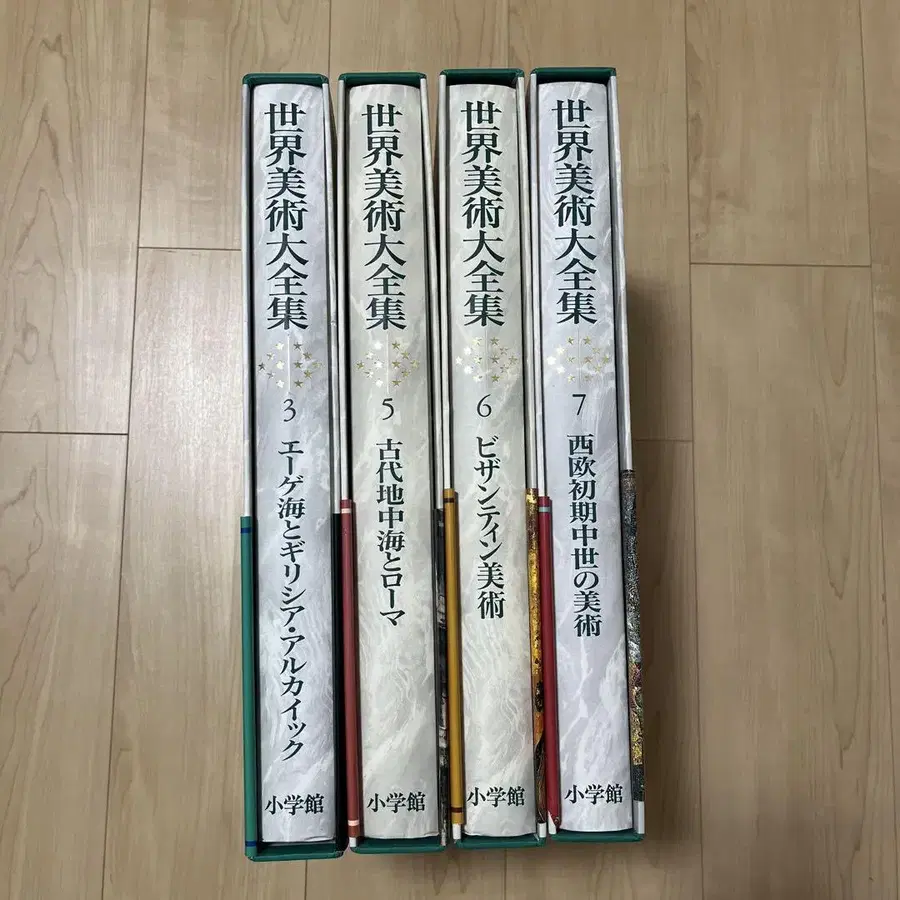 世界美術大全集
3
エーゲ海とギリシア・アルカイック
小学館
世界美術大全集
5
古代地中海とローマ
小学館
世界美術大全集
6
ビザンティン美術
小学館
世界美術大全集
7
西欧初期中世の美術
小学館